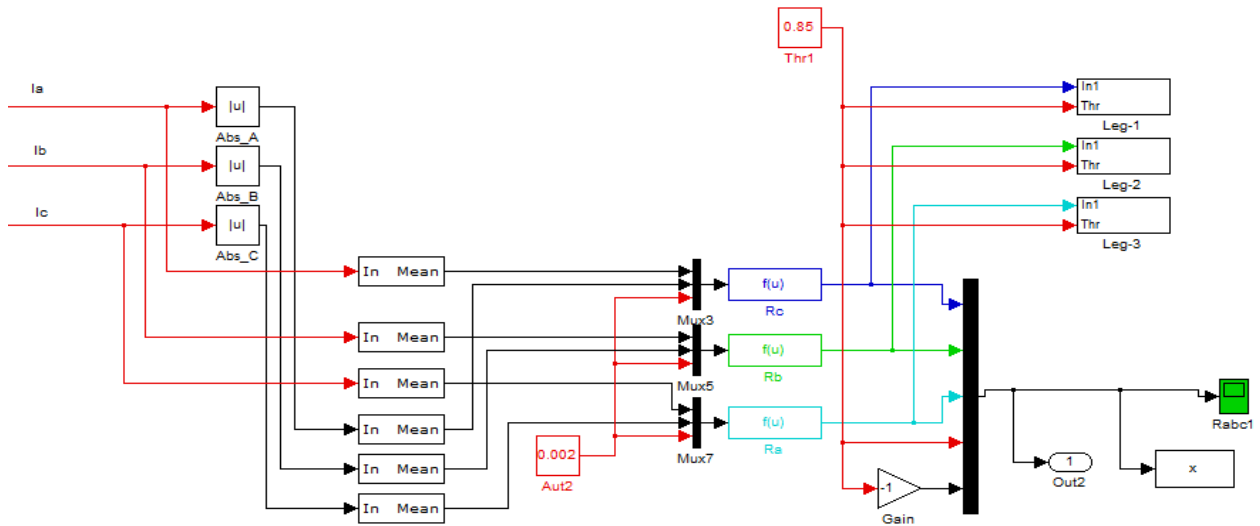 0.85
Thr1
Ia
|u|
Abs_A
In1
Thr
Leg-1
Ib
|u|
Abs_B
In1
Thr
Leg-2
Ic
|u|
Abs_C
In1
Thr
Leg-3
In Mean
f(u)
Rc
Mux3
In Mean
f(u)
Rb
Mux5
In Mean
f(u)
Ra
Mux7
In Mean
0.002
Aut2
In Mean
In Mean
-1
Gain
Rabc1
1
Out2
x